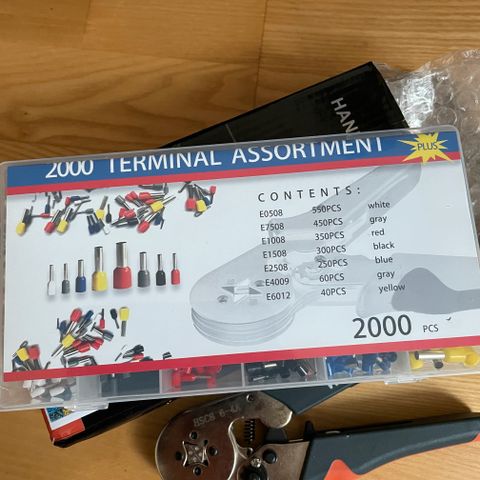 HAN
2000 TERMINAL ASSORTMENT
PLUS
CONTENTS:
E0508 550PCS white
E7508 450PCS gray
E1008 350PCS red
E1508 300PCS black
E2508 250PCS blue
E4009 60PCS gray
E6012 40PCS yellow
2000 PCS